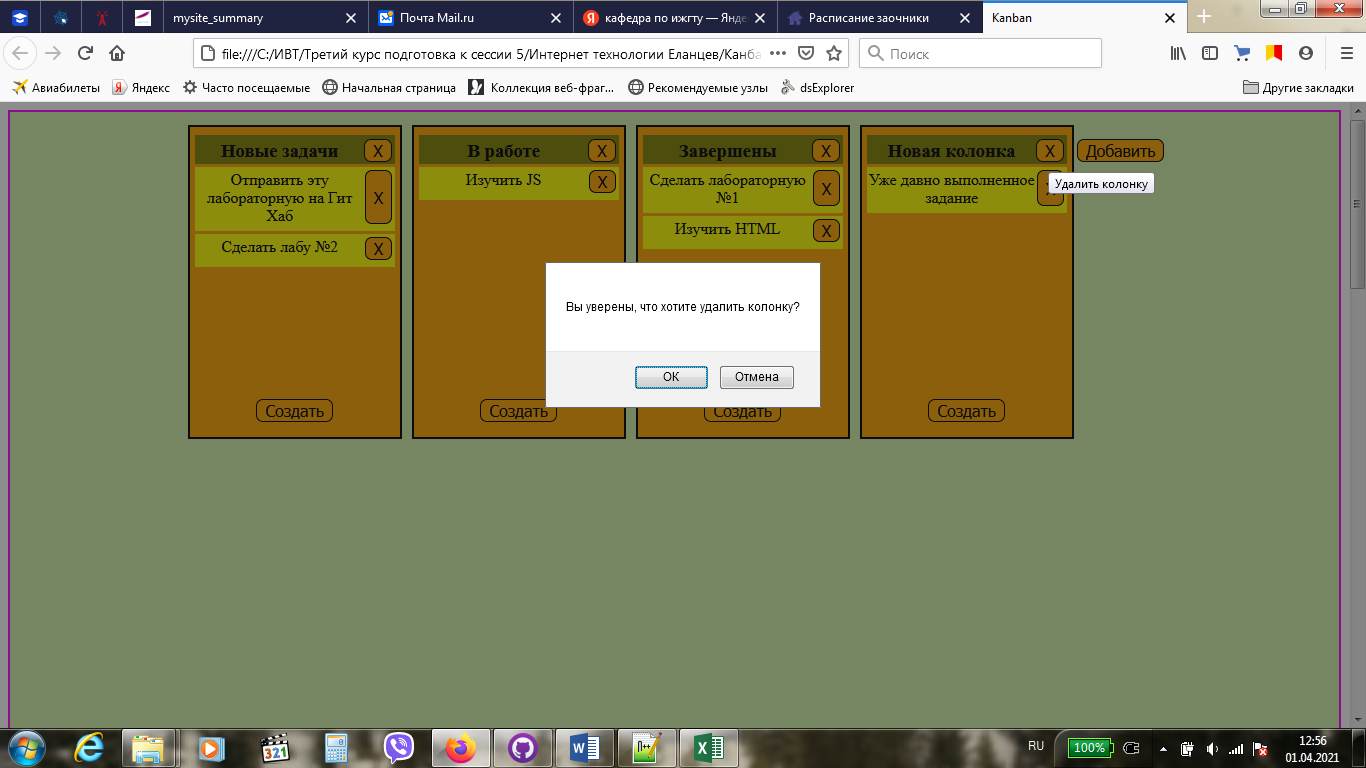 mysite_summary
Почта Mail.ru
кафедра по ижгту — Янде
Расписание заочники
Kanban
file:///C:/ИВТ/Третий курс подготовка к сессии 5/Интернет технологии Еланцев/Канба
Поиск
Авиабилеты
Яндекс
Часто посещаемые
Начальная страница
Коллекция веб-фраг...
Рекомендуемые узлы
dsExplorer
Другие закладки
Новые задачи X
Отправить эту
лабораторную на Гит
Хаб
X
Сделать лабу №2 X
Создать
В работе X
Изучить JS X
Создать
Завершены X
Сделать лабораторную
№1
X
Изучить HTML X
Создать
Новая колонка X
Уже давно выполненное
задание
Создать
Добавить
Удалить колонку
Вы уверены, что хотите удалить колонку?
ОК
Отмена
321
RU
100%
12:56
01.04.2021